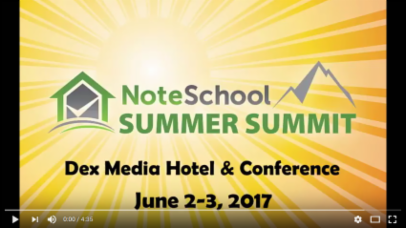 NoteSchool
SUMMER SUMMIT
Dex Media Hotel & Conference
June 2-3, 2017
0:00 / 4:35